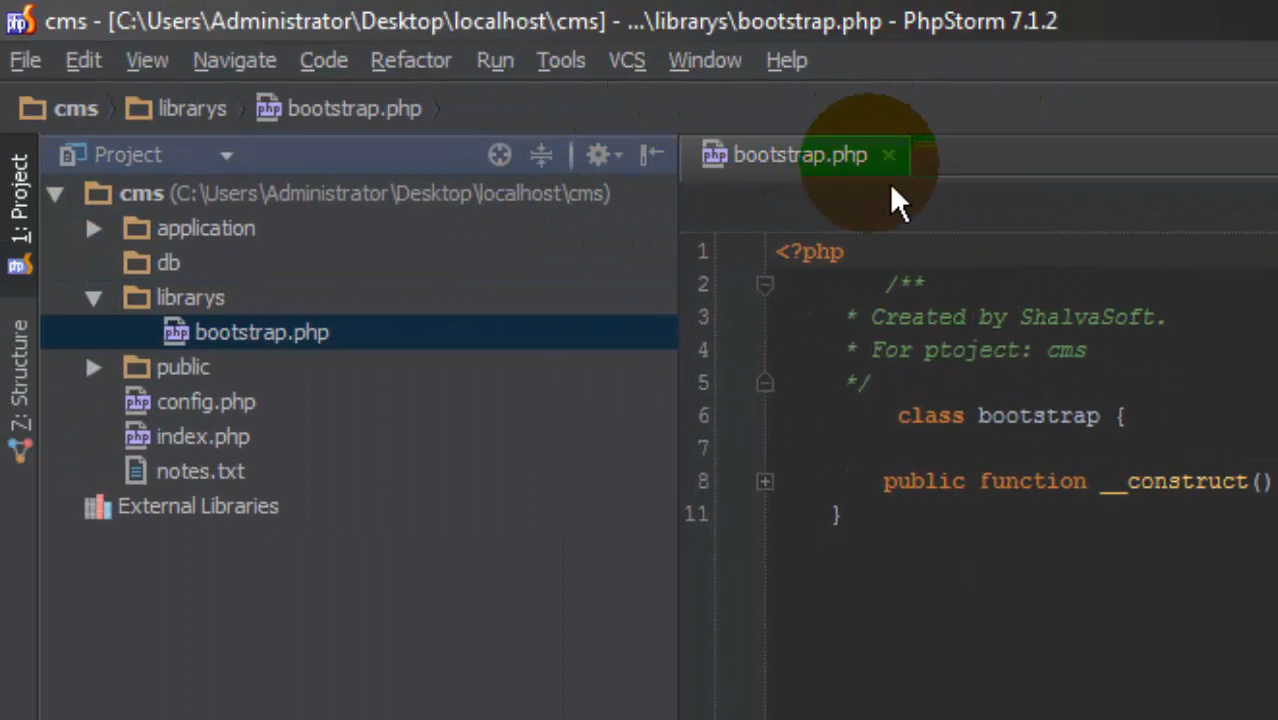 cms - [C:\Users\Administrator\Desktop\localhost\cms] - ...\librarys\bootstrap.php - PhpStorm 7.1.2
File Edit View Navigate Code Refactor Run Tools VCS Window Help
cms librarys bootstrap.php
1: Project
Z: Structure
Project
cms (C:\Users\Administrator\Desktop\localhost\cms)
application
db
librarys
bootstrap.php
public
config.php
index.php
notes.txt
External Libraries
bootstrap.php ×
1 <?php
2 /**
3 * Created by ShalvaSoft.
4 * For ptoject: cms
5 */
6 class bootstrap {
7
8 public function __construct()
11 }